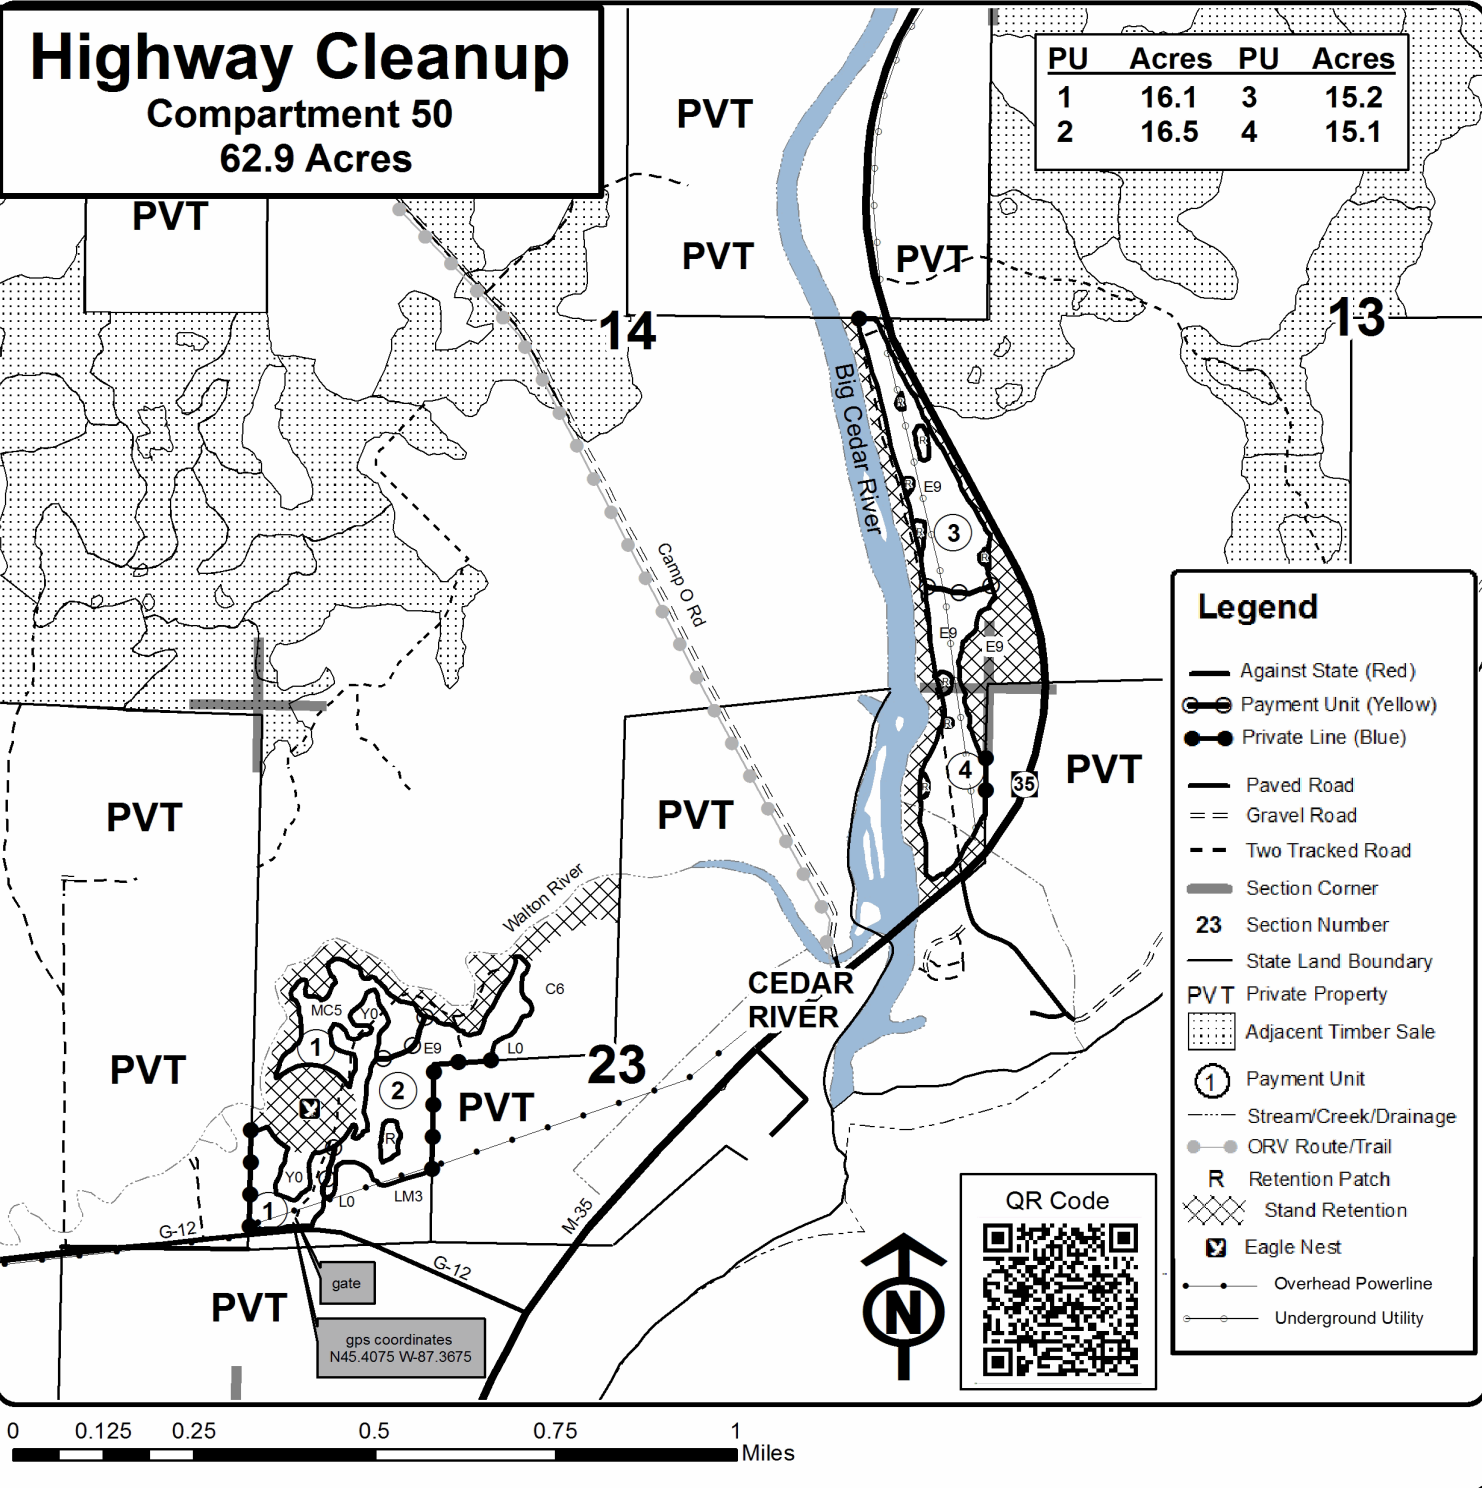 Highway Cleanup
Compartment 50
62.9 Acres
PU Acres PU Acres
1 16.1 3 15.2
2 16.5 4 15.1
PVT
PVT
PVT
PVT
14
13
Big Cedar River
R
R
R
E9
R
3
R
Camp O Rd
E9
E9
R
R
4
35
R
PVT
PVT
PVT
Walton River
C6
MC5
Y0
1
E9
L0
CEDAR
RIVER
23
2
PVT
PVT
R
Y0
L0
LM3
1
G-12
G-12
M-35
gate
PVT
gps coordinates
N45.4075 W-87.3675
QR Code
N
Legend
Against State (Red)
Payment Unit (Yellow)
Private Line (Blue)
Paved Road
Gravel Road
Two Tracked Road
Section Corner
23 Section Number
State Land Boundary
PVT Private Property
Adjacent Timber Sale
1 Payment Unit
Stream/Creek/Drainage
ORV Route/Trail
R Retention Patch
Stand Retention
Eagle Nest
Overhead Powerline
Underground Utility
0 0.125 0.25 0.5 0.75 1
Miles